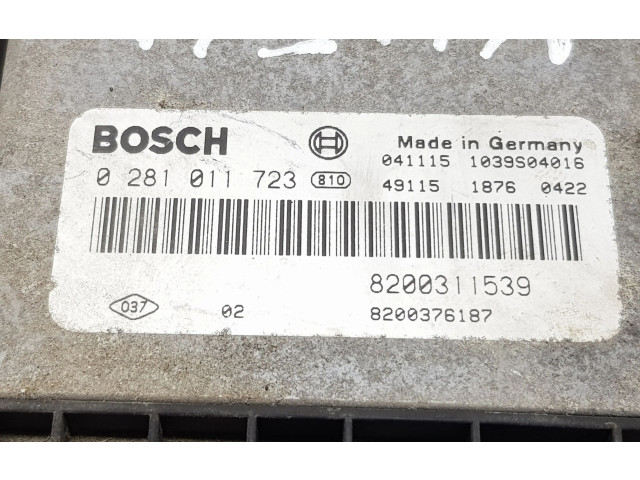 BOSCH
Made in Germany
041115 1039S04016
0 281 011 723 810
49115 1876 0422
8200311539
037 02
8200376187